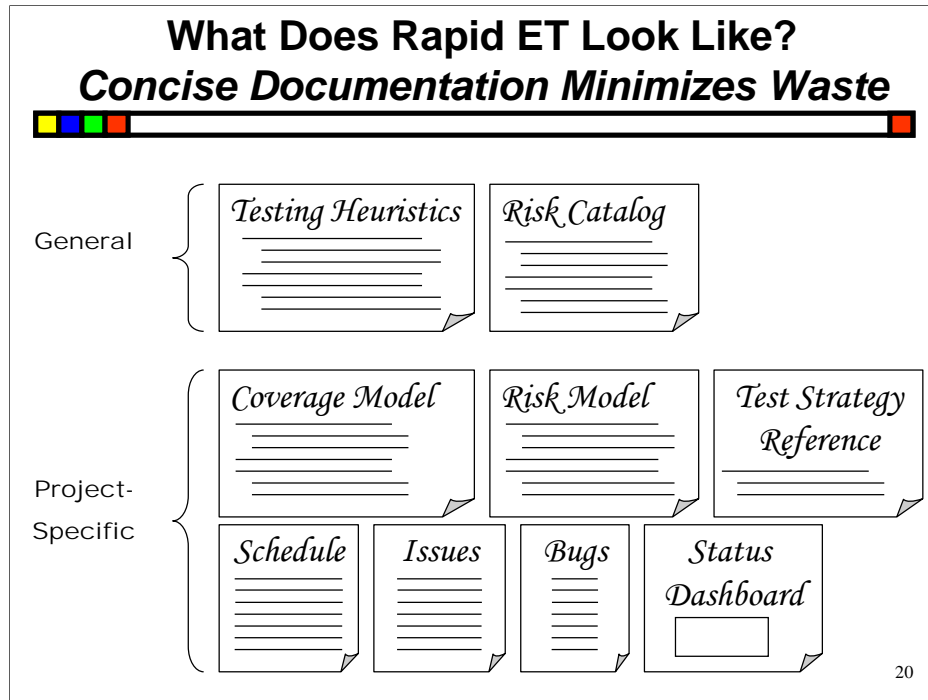 What Does Rapid ET Look Like?
Concise Documentation Minimizes Waste
General
Testing Heuristics
Risk Catalog
Project-
Specific
Coverage Model
Risk Model
Test Strategy
Reference
Schedule
Issues
Bugs
Status
Dashboard
20